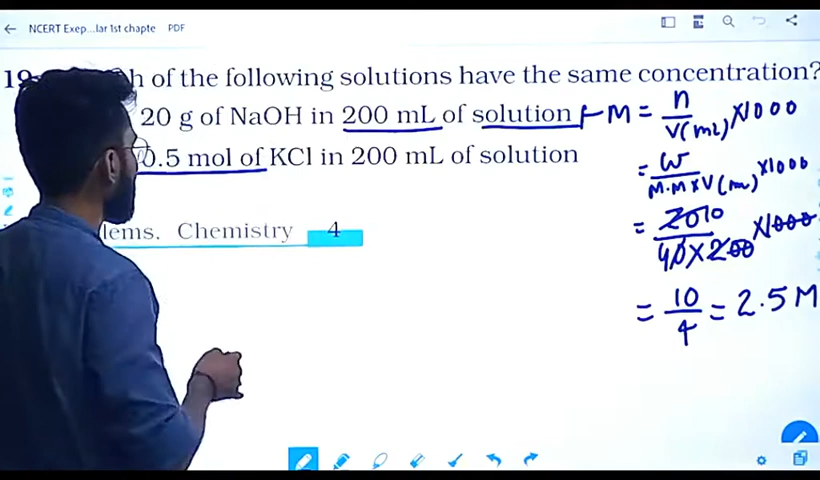 ← NCERT Exep...lar 1st chapte PDF
19 h of the following solutions have the same concentration?
20 g of NaOH in 200 mL of solution
M = n/V(mL) ×1000
0.5 mol of KCl in 200 mL of solution
= W/M.M×V(mL) ×1000
lems. Chemistry 4
= 20 10/40×200 ×1000
= 10/4 = 2.5 M